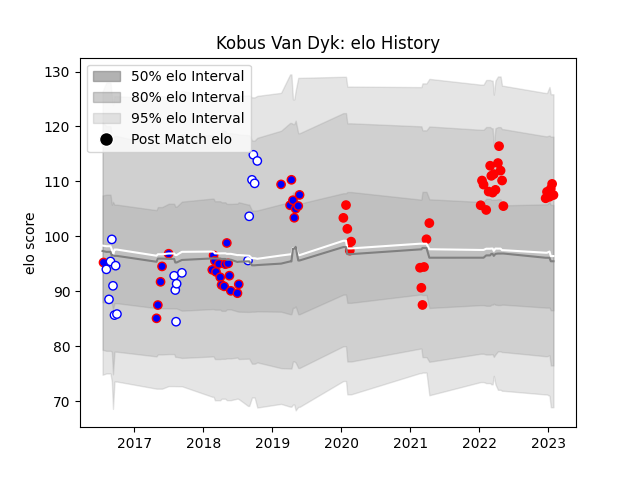 Kobus Van Dyk: elo History
50% elo Interval
80% elo Interval
95% elo Interval
Post Match elo
elo score
130
120
110
100
90
80
70
2017
2018
2019
2020
2021
2022
2023